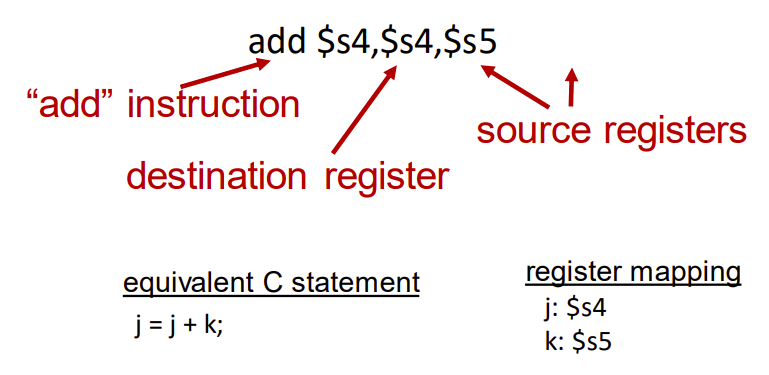 add $s4,$s4,$s5
“add” instruction
source registers
destination register
equivalent C statement
j = j + k;
register mapping
j: $s4
k: $s5